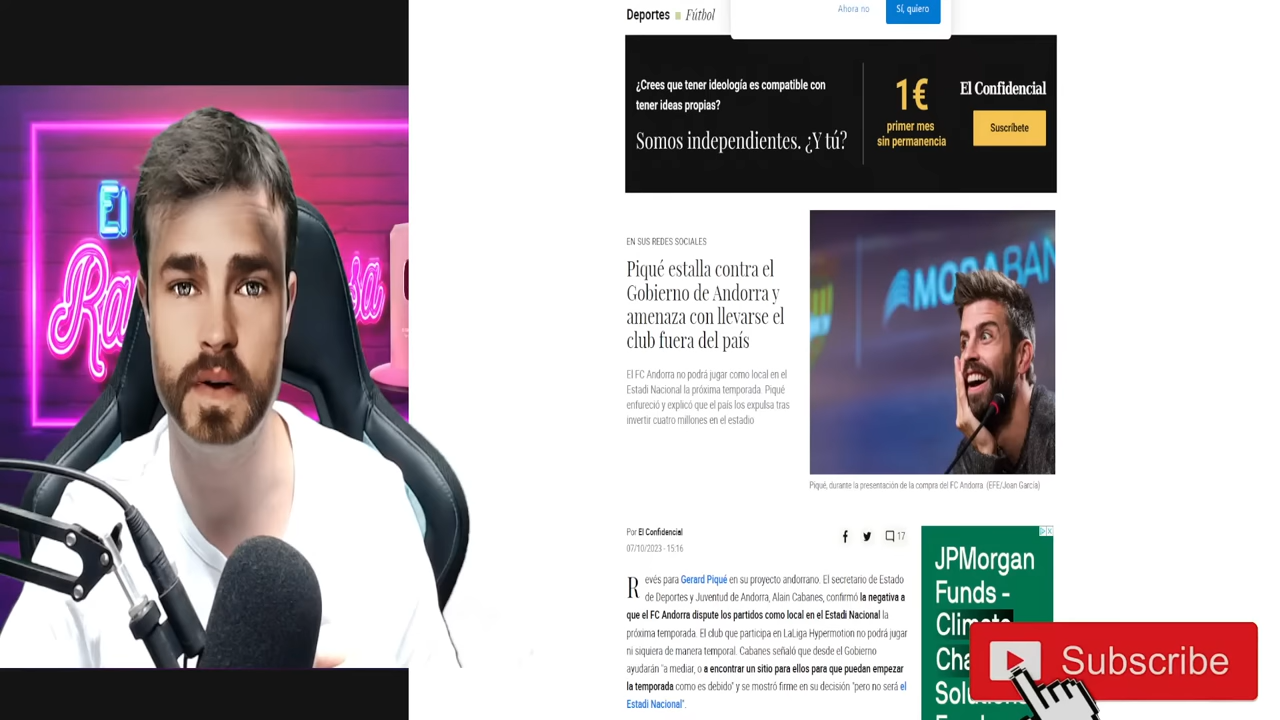 El
Ra
sa
Deportes Fútbol
Ahora no
Sí, quiero
¿Crees que tener ideología es compatible con
tener ideas propias?
Somos independientes. ¿Y tú?
1€
primer mes
sin permanencia
El Confidencial
Suscríbete
EN SUS REDES SOCIALES
Piqué estalla contra el
Gobierno de Andorra y
amenaza con llevarse el
club fuera del país
El FC Andorra no podrá jugar como local en el
Estadi Nacional la próxima temporada. Piqué
enfureció y explicó que el país los expulsa tras
invertir cuatro millones en el estadio
MORABANC
Piqué, durante la presentación de la compra del FC Andorra. (EFE/Joan García)
Por El Confidencial
07/10/2023 - 15:16
17
Revés para Gerard Piqué en su proyecto andorrano. El secretario de Estado
de Deportes y Juventud de Andorra, Alain Cabanes, confirmó la negativa a
que el FC Andorra dispute los partidos como local en el Estadi Nacional la
próxima temporada. El club que participa en LaLiga Hypermotion no podrá jugar
ni siquiera de manera temporal. Cabanes señaló que desde el Gobierno
ayudarán "a mediar, o a encontrar un sitio para ellos para que puedan empezar
la temporada como es debido" y se mostró firme en su decisión "pero no será el
Estadi Nacional".
JPMorgan
Funds -
Climate
Cha
Solu
Subscribe